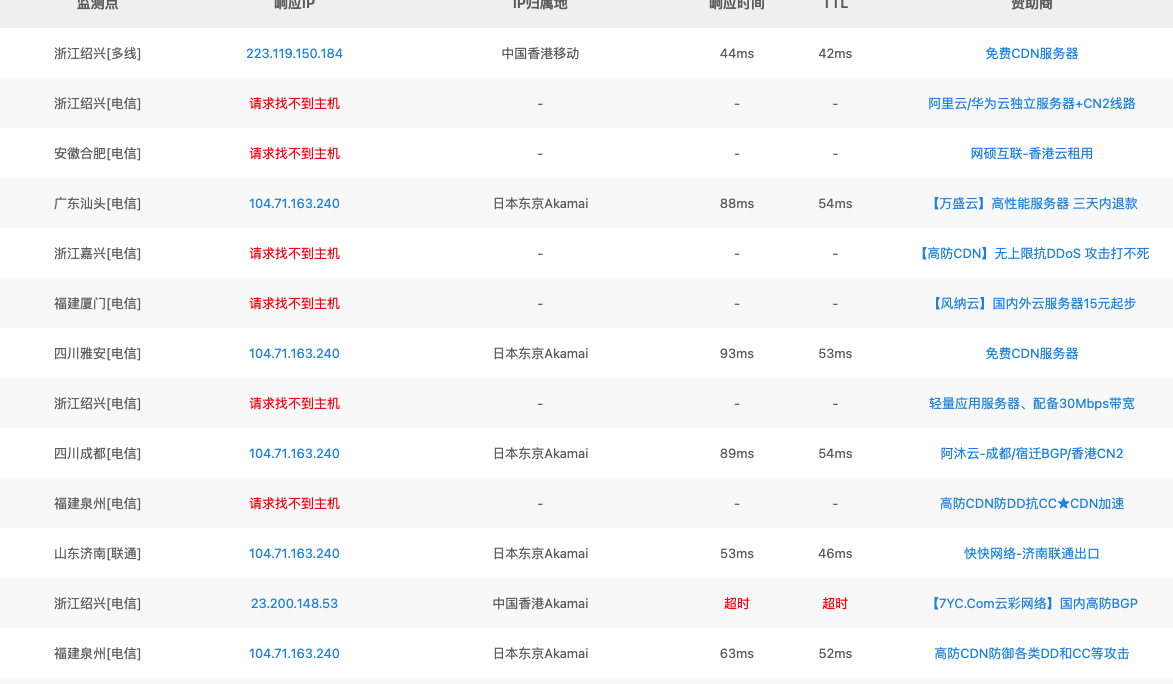 监测点 响应IP IP归属地 响应时间 TTL 赞助商
浙江绍兴[多线] 223.119.150.184 中国香港移动 44ms 42ms 免费CDN服务器
浙江绍兴[电信] 请求找不到主机 - - - 阿里云/华为云独立服务器+CN2线路
安徽合肥[电信] 请求找不到主机 - - - 网硕互联-香港云租用
广东汕头[电信] 104.71.163.240 日本东京Akamai 88ms 54ms 【万盛云】高性能服务器 三天内退款
浙江嘉兴[电信] 请求找不到主机 - - - 【高防CDN】无上限抗DDoS 攻击打不死
福建厦门[电信] 请求找不到主机 - - - 【风纳云】国内外云服务器15元起步
四川雅安[电信] 104.71.163.240 日本东京Akamai 93ms 53ms 免费CDN服务器
浙江绍兴[电信] 请求找不到主机 - - - 轻量应用服务器、配备30Mbps带宽
四川成都[电信] 104.71.163.240 日本东京Akamai 89ms 54ms 阿沐云-成都/宿迁BGP/香港CN2
福建泉州[电信] 请求找不到主机 - - - 高防CDN防DD抗CC★CDN加速
山东济南[联通] 104.71.163.240 日本东京Akamai 53ms 46ms 快快网络-济南联通出口
浙江绍兴[电信] 23.200.148.53 中国香港Akamai 超时 超时 【7YC.Com云彩网络】国内高防BGP
福建泉州[电信] 104.71.163.240 日本东京Akamai 63ms 52ms 高防CDN防御各类DD和CC等攻击